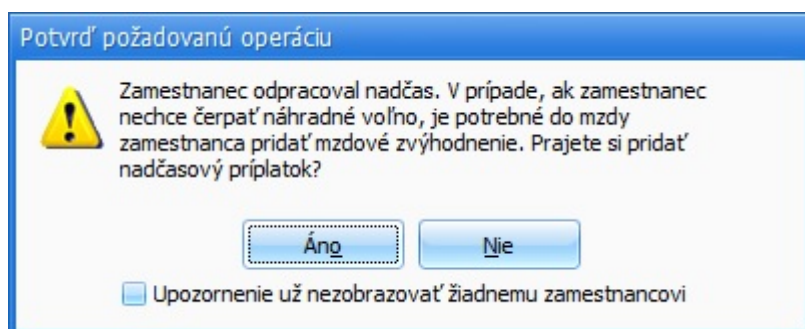 Potvrď požadovanú operáciu
Zamestnanec odpracoval nadčas. V prípade, ak zamestnanec
nechce čerpať náhradné voľno, je potrebné do mzdy
zamestnanca pridať mzdové zvýhodnenie. Prajete si pridať
nadčasový príplatok?
Áno
Nie
Upozornenie už nezobrazovať žiadnemu zamestnancovi